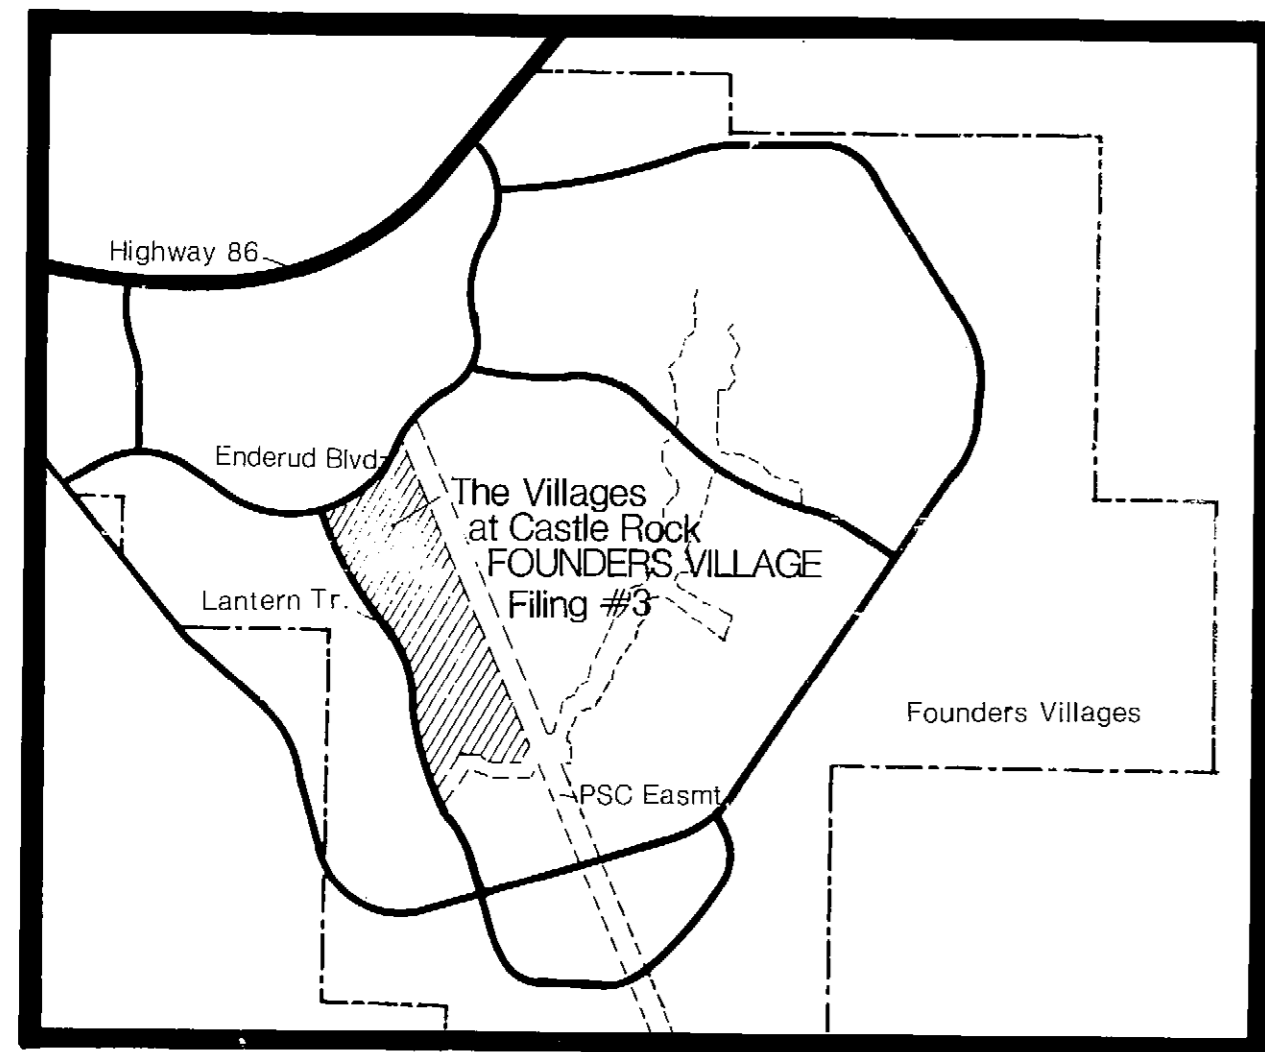 Highway 86
Enderud Blvd.
The Villages
at Castle Rock
FOUNDERS VILLAGE
Filing #3
Lantern Tr.
Founders Villages
PSC Easmt.